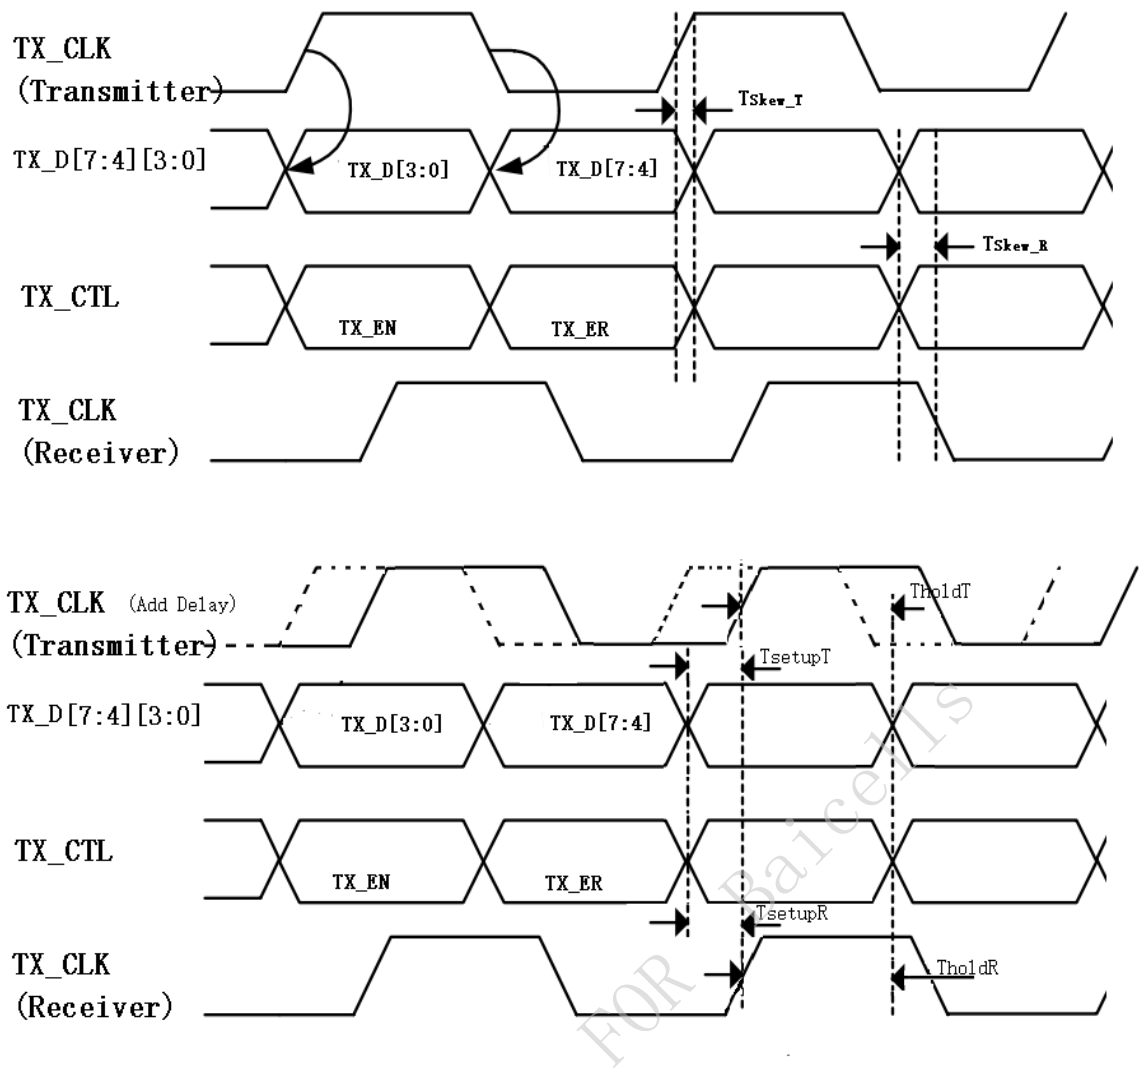 TX_CLK
(Transmitter)
Tskew_T
TX_D[7:4][3:0]
TX_D[3:0]
TX_D[7:4]
Tskew_R
TX_CTL
TX_EN
TX_ER
TX_CLK
(Receiver)
TX_CLK (Add Delay)
(Transmitter)
TholdT
TsetupT
TX_D[7:4][3:0]
TX_D[3:0]
TX_D[7:4]
TX_CTL
TX_EN
TX_ER
TsetupR
TX_CLK
(Receiver)
TholdR
FOR Baicells